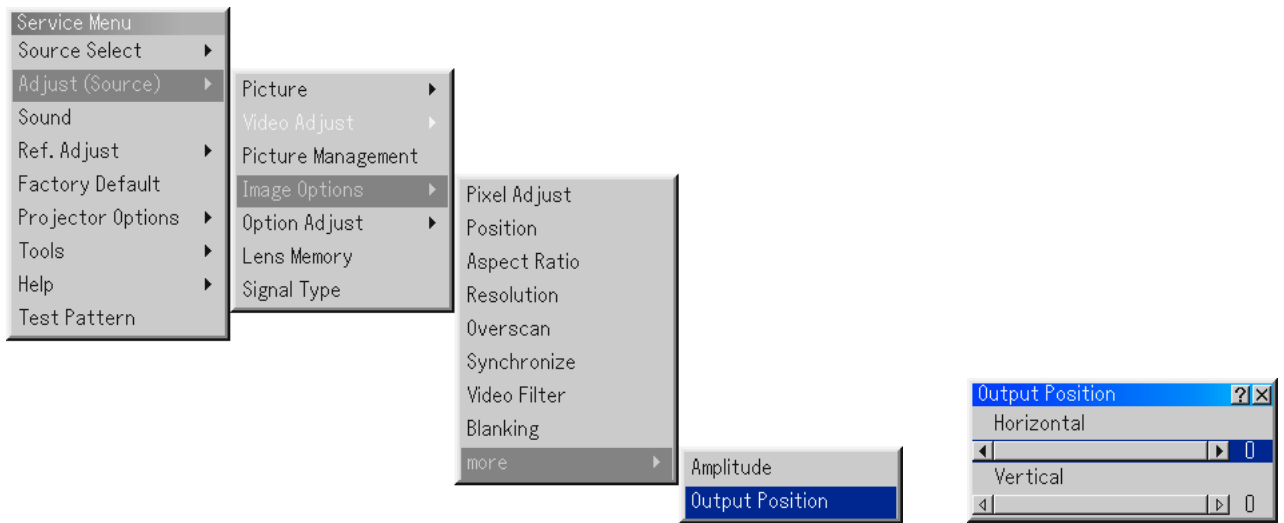 Service Menu
Source Select
Adjust (Source)
Sound
Ref. Adjust
Factory Default
Projector Options
Tools
Help
Test Pattern
Picture
Video Adjust
Picture Management
Image Options
Option Adjust
Lens Memory
Signal Type
Pixel Adjust
Position
Aspect Ratio
Resolution
Overscan
Synchronize
Video Filter
Blanking
more
Amplitude
Output Position
Output Position ?
Horizontal
0
Vertical
0